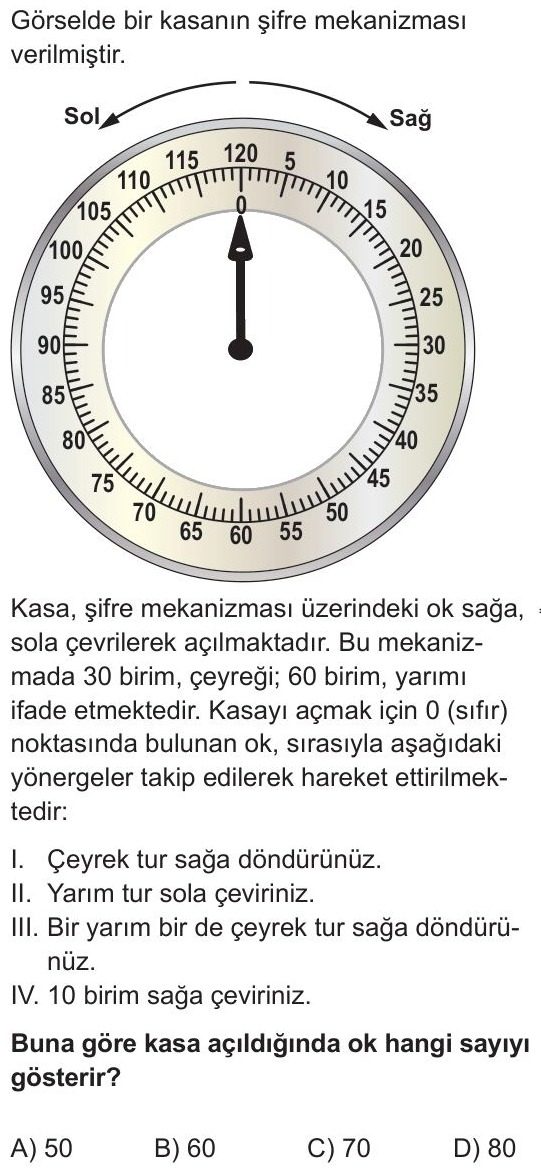 Görselde bir kasanın şifre mekanizması
verilmiştir.
Sol
Sağ
120
0
5
10
15
20
25
30
35
40
45
50
55
60
65
70
75
80
85
90
95
100
105
110
115
Kasa, şifre mekanizması üzerindeki ok sağa,
sola çevrilerek açılmaktadır. Bu mekaniz-
mada 30 birim, çeyreği; 60 birim, yarımı
ifade etmektedir. Kasayı açmak için 0 (sıfır)
noktasında bulunan ok, sırasıyla aşağıdaki
yönergeler takip edilerek hareket ettirilmek-
tedir:
I. Çeyrek tur sağa döndürünüz.
II. Yarım tur sola çeviriniz.
III. Bir yarım bir de çeyrek tur sağa döndürü-
nüz.
IV. 10 birim sağa çeviriniz.
Buna göre kasa açıldığında ok hangi sayıyı
gösterir?
A) 50 B) 60 C) 70 D) 80